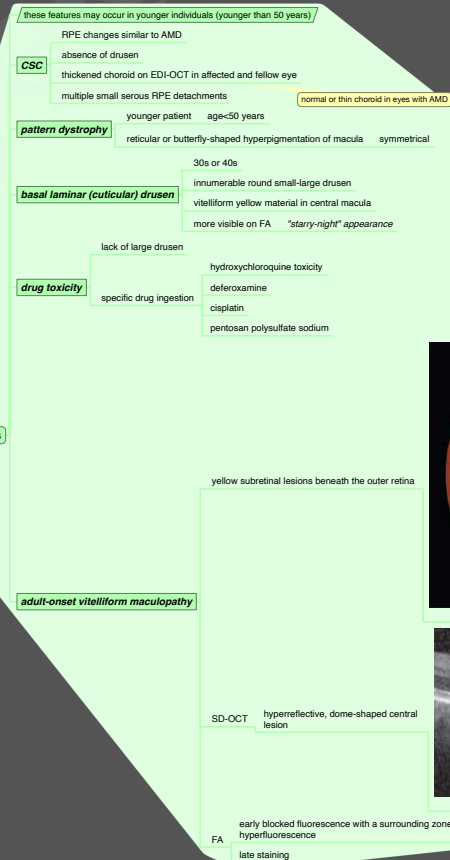 these features may occur in younger individuals (younger than 50 years)
CSC
RPE changes similar to AMD
absence of drusen
thickened choroid on EDI-OCT in affected and fellow eye
normal or thin choroid in eyes with AMD
multiple small serous RPE detachments
pattern dystrophy
younger patient age<50 years
reticular or butterfly-shaped hyperpigmentation of macula symmetrical
basal laminar (cuticular) drusen
30s or 40s
innumerable round small-large drusen
vitelliform yellow material in central macula
more visible on FA "starry-night" appearance
drug toxicity
lack of large drusen
specific drug ingestion
hydroxychloroquine toxicity
deferoxamine
cisplatin
pentosan polysulfate sodium
adult-onset vitelliform maculopathy
yellow subretinal lesions beneath the outer retina
SD-OCT
hyperreflective, dome-shaped central
lesion
FA
early blocked fluorescence with a surrounding zone
hyperfluorescence
late staining